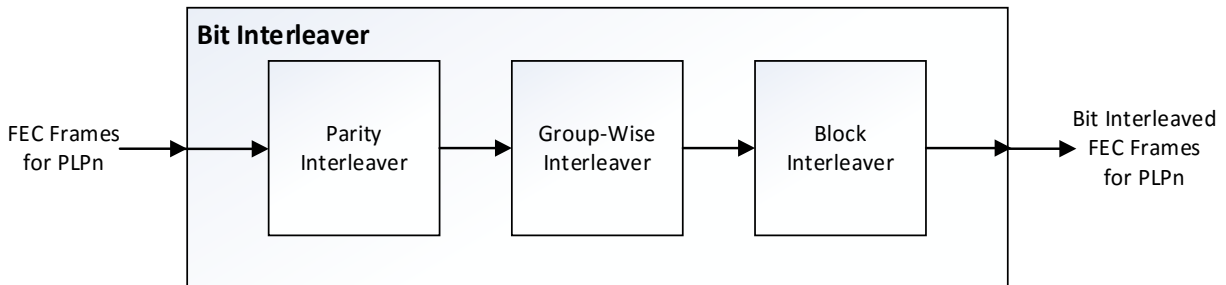 Bit Interleaver
FEC Frames
for PLPn
Parity
Interleaver
Group-Wise
Interleaver
Block
Interleaver
Bit Interleaved
FEC Frames
for PLPn